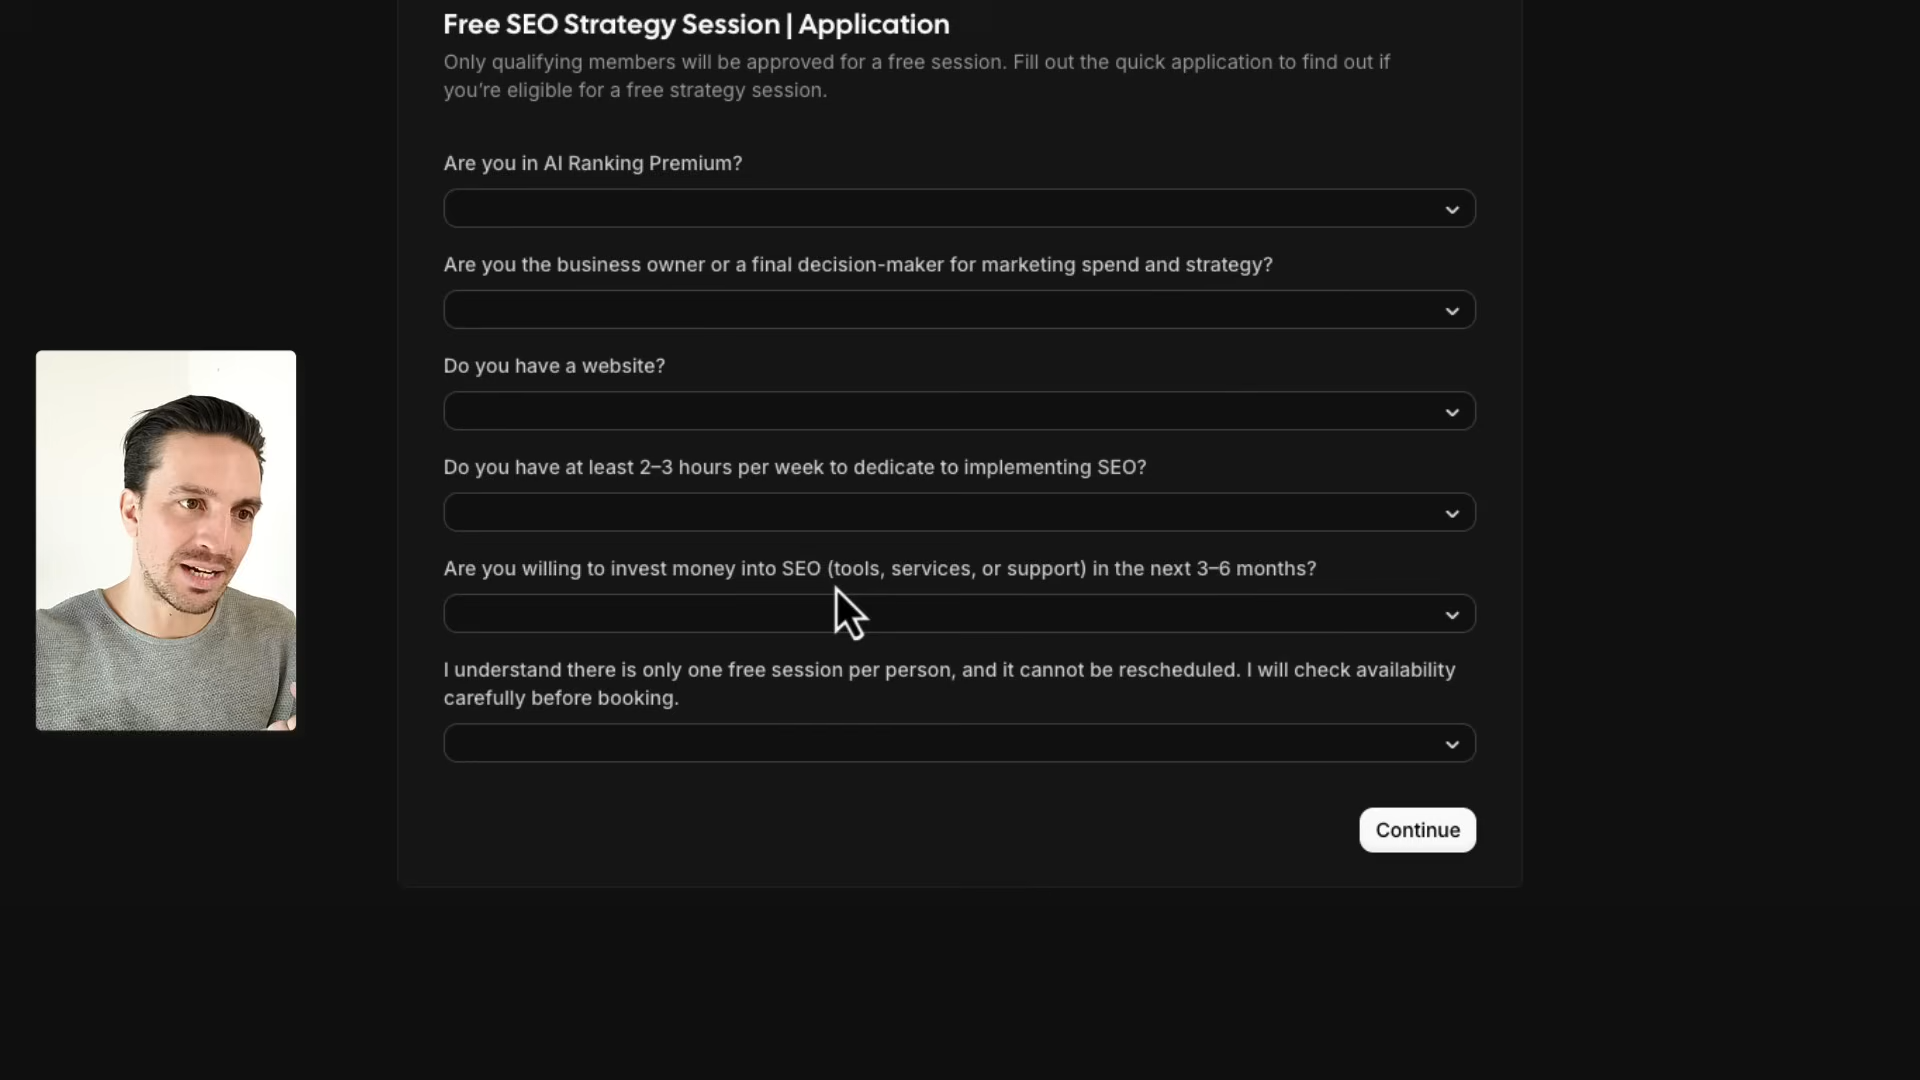 Free SEO Strategy Session | Application
Only qualifying members will be approved for a free session. Fill out the quick application to find out if
you’re eligible for a free strategy session.
Are you in AI Ranking Premium?
Are you the business owner or a final decision-maker for marketing spend and strategy?
Do you have a website?
Do you have at least 2–3 hours per week to dedicate to implementing SEO?
Are you willing to invest money into SEO (tools, services, or support) in the next 3–6 months?
I understand there is only one free session per person, and it cannot be rescheduled. I will check availability
carefully before booking.
Continue